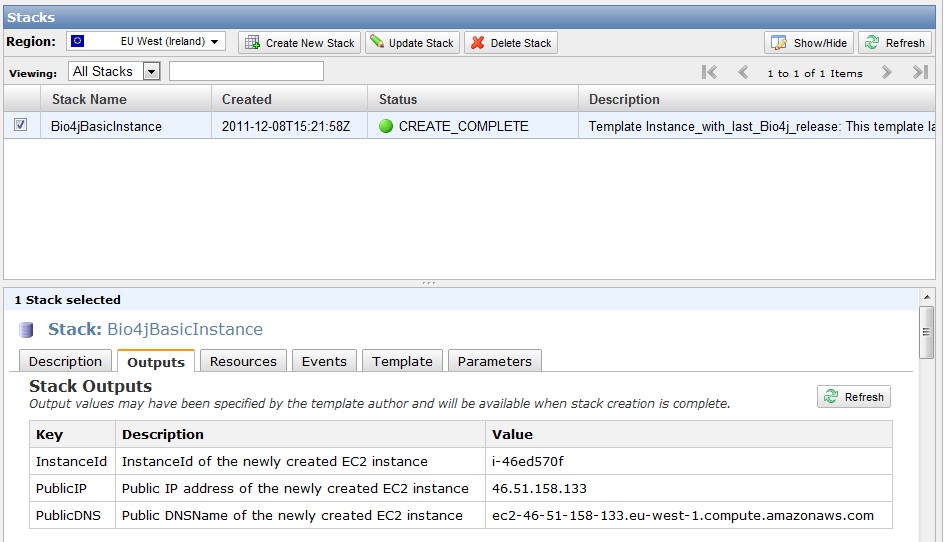 Stacks
Region: EU West (Ireland) Create New Stack Update Stack Delete Stack Show/Hide Refresh
Viewing: All Stacks 1 to 1 of 1 Items
Stack Name Created Status Description
Bio4jBasicInstance 2011-12-08T15:21:58Z CREATE_COMPLETE Template Instance_with_last_Bio4j_release: This template la
1 Stack selected
Stack: Bio4jBasicInstance
Description Outputs Resources Events Template Parameters
Stack Outputs
Output values may have been specified by the template author and will be available when stack creation is complete.
Refresh
Key Description Value
InstanceId InstanceId of the newly created EC2 instance i-46ed570f
PublicIP Public IP address of the newly created EC2 instance 46.51.158.133
PublicDNS Public DNSName of the newly created EC2 instance ec2-46-51-158-133.eu-west-1.compute.amazonaws.com